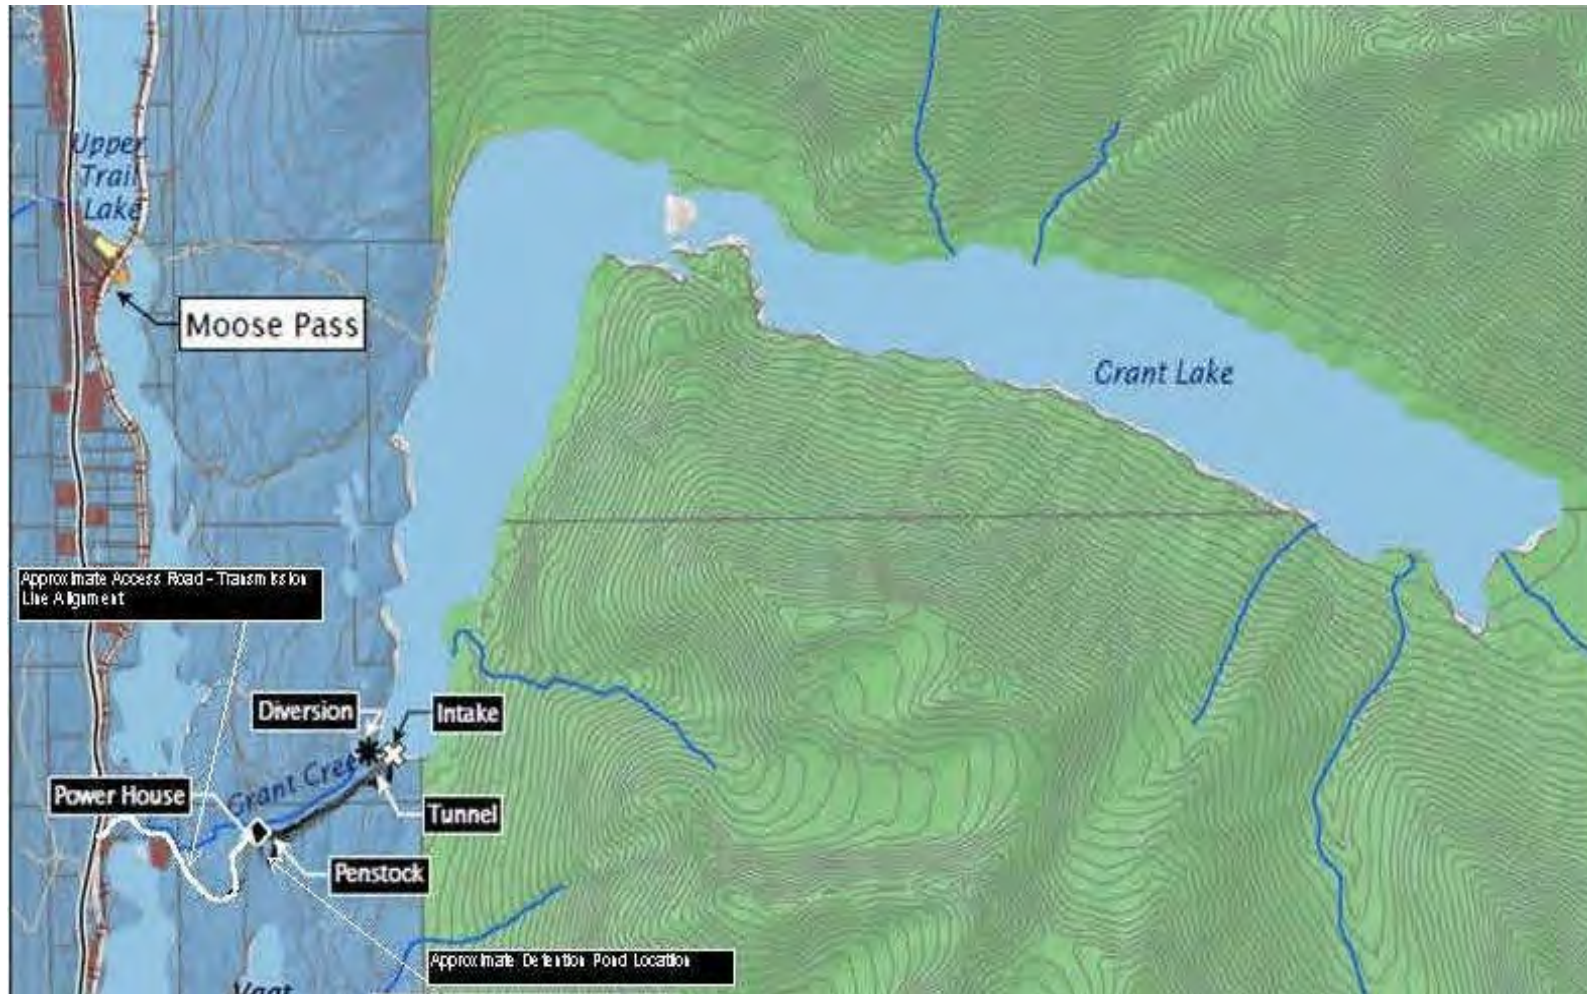 Upper
Trail
Lake
Moose Pass
Grant Lake
Approximate Access Road - Transmission
Line Alignment
Diversion
Intake
Grant Cree
Power House
Tunnel
Penstock
Approximate Detention Pond Location